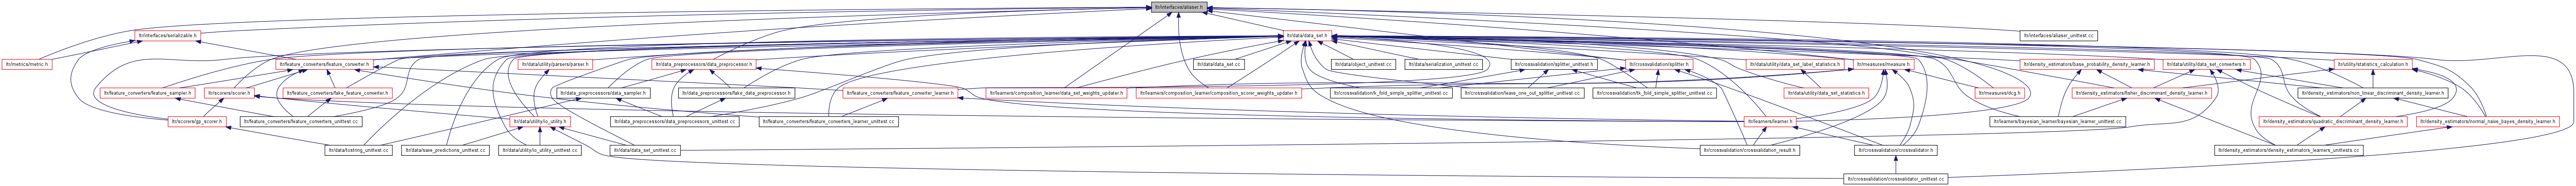 ltr/interfaces/aliaser.h
ltr/interfaces/serializable.h
ltr/data/data_set.h
ltr/interfaces/aliaser_unittest.cc
ltr/metrics/metric.h
ltr/feature_converters/feature_converter.h
ltr/data/utility/parsers/parser.h
ltr/data_preprocessors/data_preprocessor.h
ltr/data/data_set.cc
ltr/data/object_unittest.cc
ltr/data/serialization_unittest.cc
ltr/crossvalidation/splitter_unittest.cc
ltr/crossvalidation/splitter.h
ltr/data/utility/data_set_label_statistics.h
ltr/measures/measure.h
ltr/density_estimators/base_probability_density_learner.h
ltr/data/utility/data_set_converters.h
ltr/utility/statistics_calculation.h
ltr/feature_converters/feature_sampler.h
ltr/scorers/scorer.h
ltr/feature_converters/fake_feature_converter.h
ltr/data_preprocessors/data_sampler.h
ltr/data_preprocessors/fake_data_preprocessor.h
ltr/feature_converters/feature_converter_learner.h
ltr/learners/composition_learner/data_set_weights_updater.h
ltr/learners/composition_learner/composition_scorer_weights_updater.h
ltr/crossvalidation/k_fold_simple_splitter_unittest.cc
ltr/crossvalidation/leave_one_out_splitter_unittest.cc
ltr/crossvalidation/tk_fold_simple_splitter_unittest.cc
ltr/data/utility/data_set_statistics.h
ltr/measures/dcg.h
ltr/density_estimators/fisher_discriminant_density_learner.h
ltr/density_estimators/non_linear_discriminant_density_learner.h
ltr/scorers/gp_scorer.h
ltr/feature_converters/feature_converters_unittest.cc
ltr/data/utility/io_utility.h
ltr/data_preprocessors/data_preprocessors_unittest.cc
ltr/feature_converters/feature_converters_learner_unittest.cc
ltr/learners/learner.h
ltr/learners/bayesian_learner/bayesian_learner_unittest.cc
ltr/density_estimators/quadratic_discriminant_density_learner.h
ltr/density_estimators/normal_naive_bayes_density_learner.h
ltr/data/tostring_unittest.cc
ltr/data/save_predictions_unittest.cc
ltr/data/utility/io_utility_unittest.cc
ltr/data/data_set_unittest.cc
ltr/crossvalidation/crossvalidation_result.h
ltr/crossvalidation/crossvalidator.h
ltr/density_estimators/density_estimators_learners_unittests.cc
ltr/crossvalidation/crossvalidator_unittest.cc